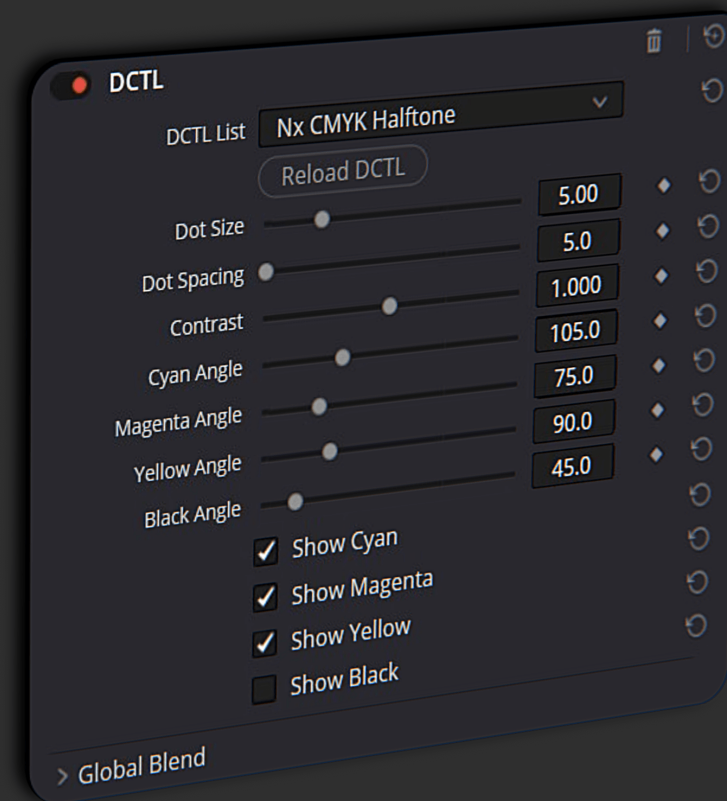 DCTL
DCTL List Nx CMYK Halftone
Reload DCTL
Dot Size 5.00
Dot Spacing 5.0
Contrast 1.000
Cyan Angle 105.0
Magenta Angle 75.0
Yellow Angle 90.0
Black Angle 45.0
Show Cyan
Show Magenta
Show Yellow
Show Black
Global Blend